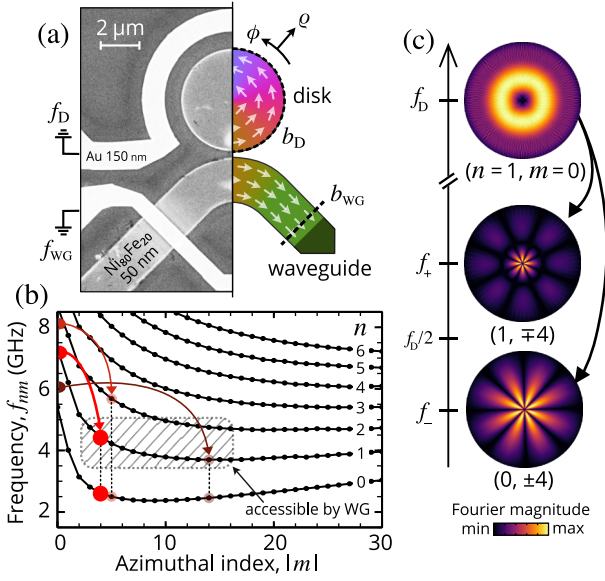 (a)
2 μm
ϕ
ϱ
disk
f_D
b_D
Au 150 nm
b_WG
f_WG
Ni₈₀Fe₂₀
50 nm
waveguide
(b)
Frequency, f_nm (GHz)
8
6
4
2
n
6
5
4
3
2
1
0
accessible by WG
0
10
20
30
Azimuthal index, |m|
(c)
f_D
(n = 1, m = 0)
f_+
(1, ∓4)
f_D/2
f_−
(0, ±4)
Fourier magnitude
min
max